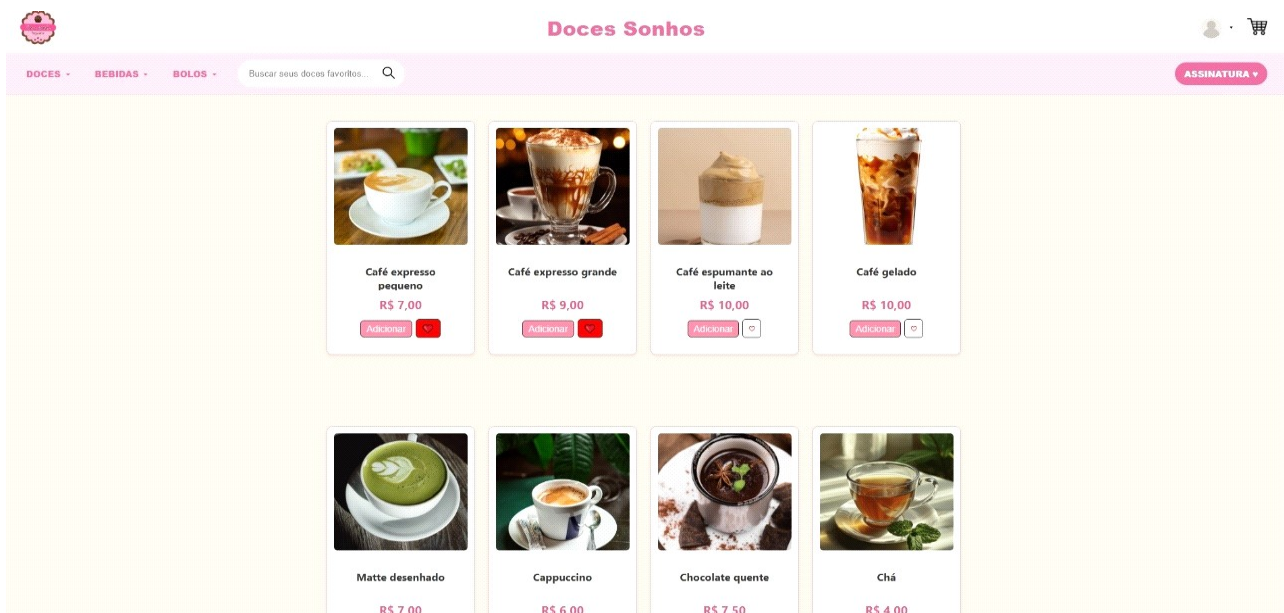 Doces Sonhos
DOCES
BEBIDAS
BOLOS
Buscar seus doces favoritos...
ASSINATURA ♥
Café expresso
pequeno
R$ 7,00
Adicionar
Café expresso grande
R$ 9,00
Adicionar
Café espumante ao
leite
R$ 10,00
Adicionar
Café gelado
R$ 10,00
Adicionar
Matte desenhado
R$ 7,00
Cappuccino
R$ 6,00
Chocolate quente
R$ 7,50
Chá
R$ 4,00